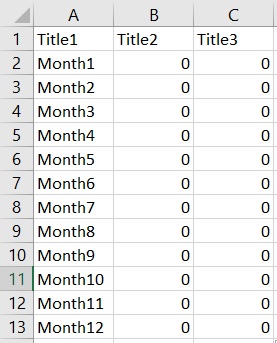 A B C
1 Title1 Title2 Title3
2 Month1 0 0
3 Month2 0 0
4 Month3 0 0
5 Month4 0 0
6 Month5 0 0
7 Month6 0 0
8 Month7 0 0
9 Month8 0 0
10 Month9 0 0
11 Month10 0 0
12 Month11 0 0
13 Month12 0 0